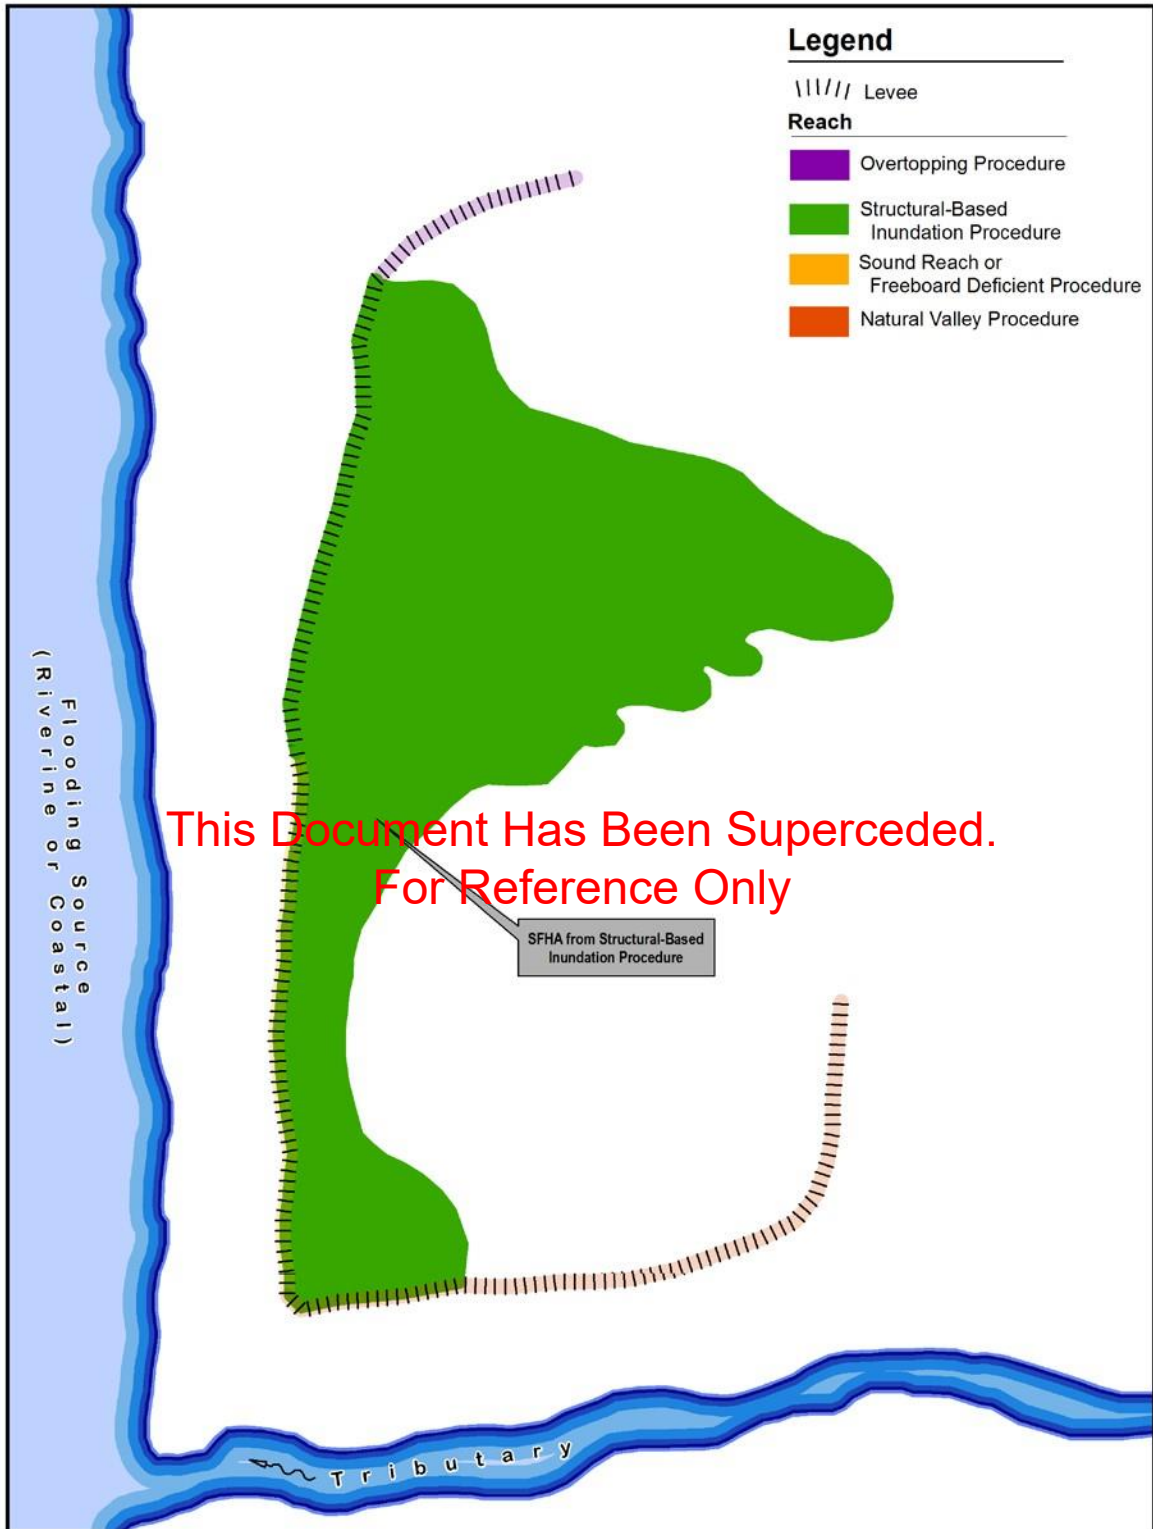 Legend
Levee
Reach
Overtopping Procedure
Structural-Based
Inundation Procedure
Sound Reach or
Freeboard Deficient Procedure
Natural Valley Procedure
Flooding Source
(Riverine or Coastal)
This Document Has Been Superceded.
For Reference Only
SFHA from Structural-Based
Inundation Procedure
Tributary